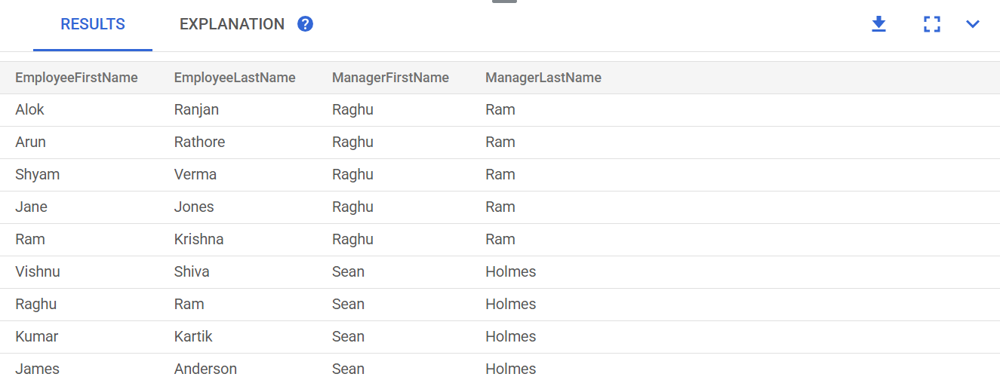 RESULTS EXPLANATION ?
EmployeeFirstName EmployeeLastName ManagerFirstName ManagerLastName
Alok Ranjan Raghu Ram
Arun Rathore Raghu Ram
Shyam Verma Raghu Ram
Jane Jones Raghu Ram
Ram Krishna Raghu Ram
Vishnu Shiva Sean Holmes
Raghu Ram Sean Holmes
Kumar Kartik Sean Holmes
James Anderson Sean Holmes